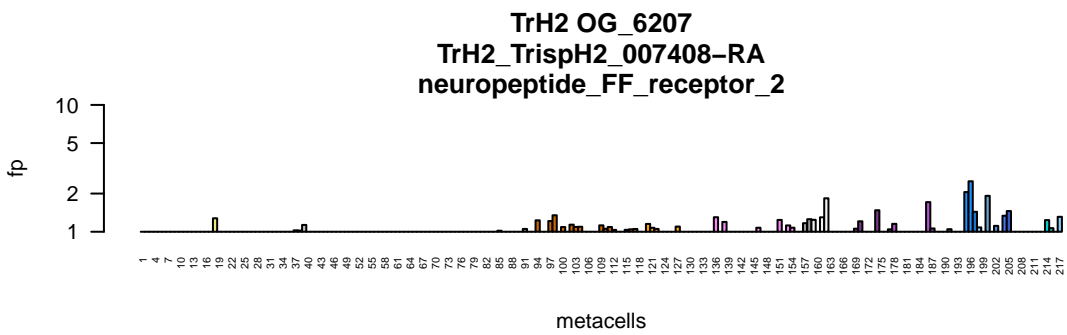 TrH2 OG_6207
TrH2_TrispH2_007408−RA
neuropeptide_FF_receptor_2
10
5
2
1
fp
1 4 7 10 13 16 19 22 25 28 31 34 37 40 43 46 49 52 55 58 61 64 67 70 73 76 79 82 85 88 91 94 97 100 103 106 109 112 115 118 121 124 127 130 133 136 139 142 145 148 151 154 157 160 163 166 169 172 175 178 181 184 187 190 193 196 199 202 205 208 211 214 217
metacells